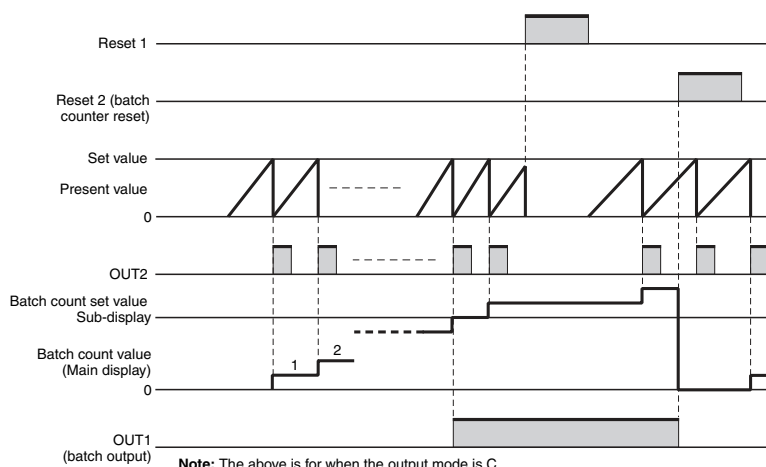 Reset 1
Reset 2 (batch
counter reset)
Set value
Present value
0
OUT2
Batch count set value
Sub-display
Batch count value
(Main display)
1
2
0
OUT1
(batch output)
Note: The above is for when the output mode is C.